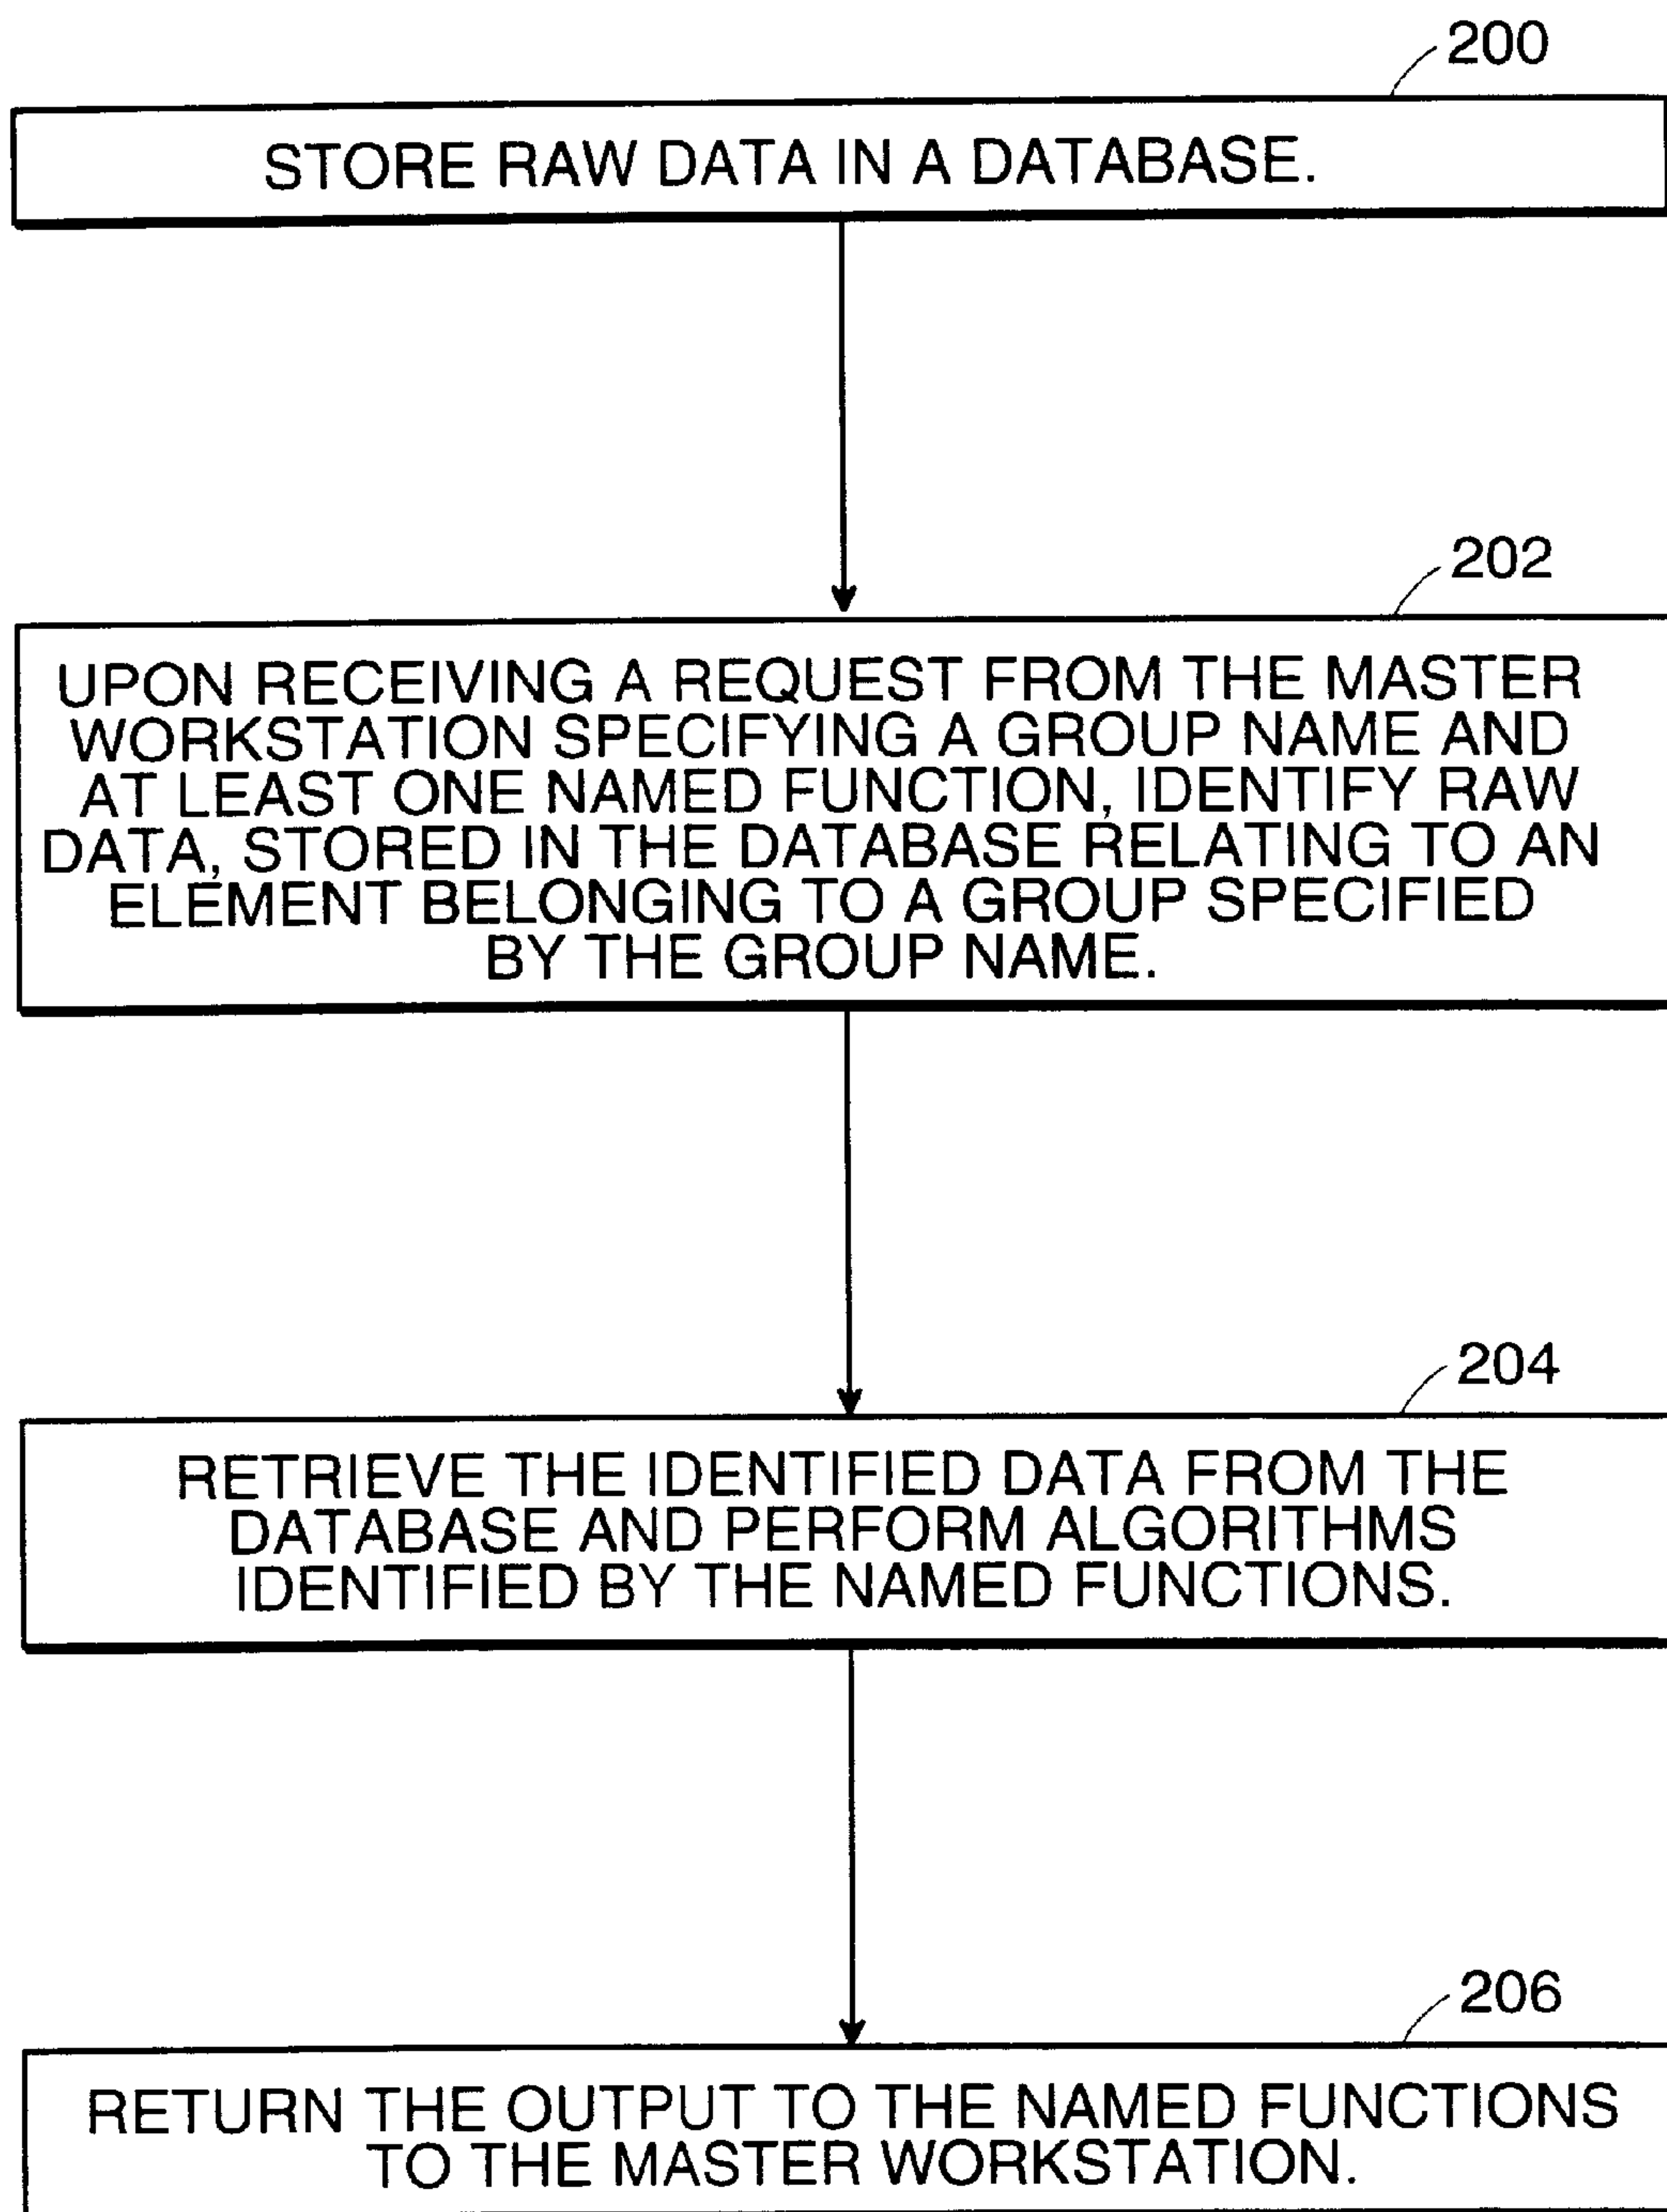 200
STORE RAW DATA IN A DATABASE.
202
UPON RECEIVING A REQUEST FROM THE MASTER
WORKSTATION SPECIFYING A GROUP NAME AND
AT LEAST ONE NAMED FUNCTION, IDENTIFY RAW
DATA, STORED IN THE DATABASE RELATING TO AN
ELEMENT BELONGING TO A GROUP SPECIFIED
BY THE GROUP NAME.
204
RETRIEVE THE IDENTIFIED DATA FROM THE
DATABASE AND PERFORM ALGORITHMS
IDENTIFIED BY THE NAMED FUNCTIONS.
206
RETURN THE OUTPUT TO THE NAMED FUNCTIONS
TO THE MASTER WORKSTATION.